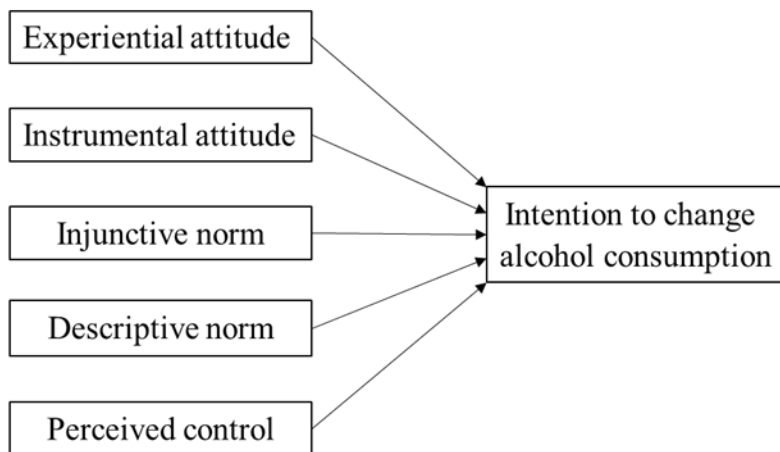 Experiential attitude
Instrumental attitude
Injunctive norm
Descriptive norm
Perceived control
Intention to change
alcohol consumption